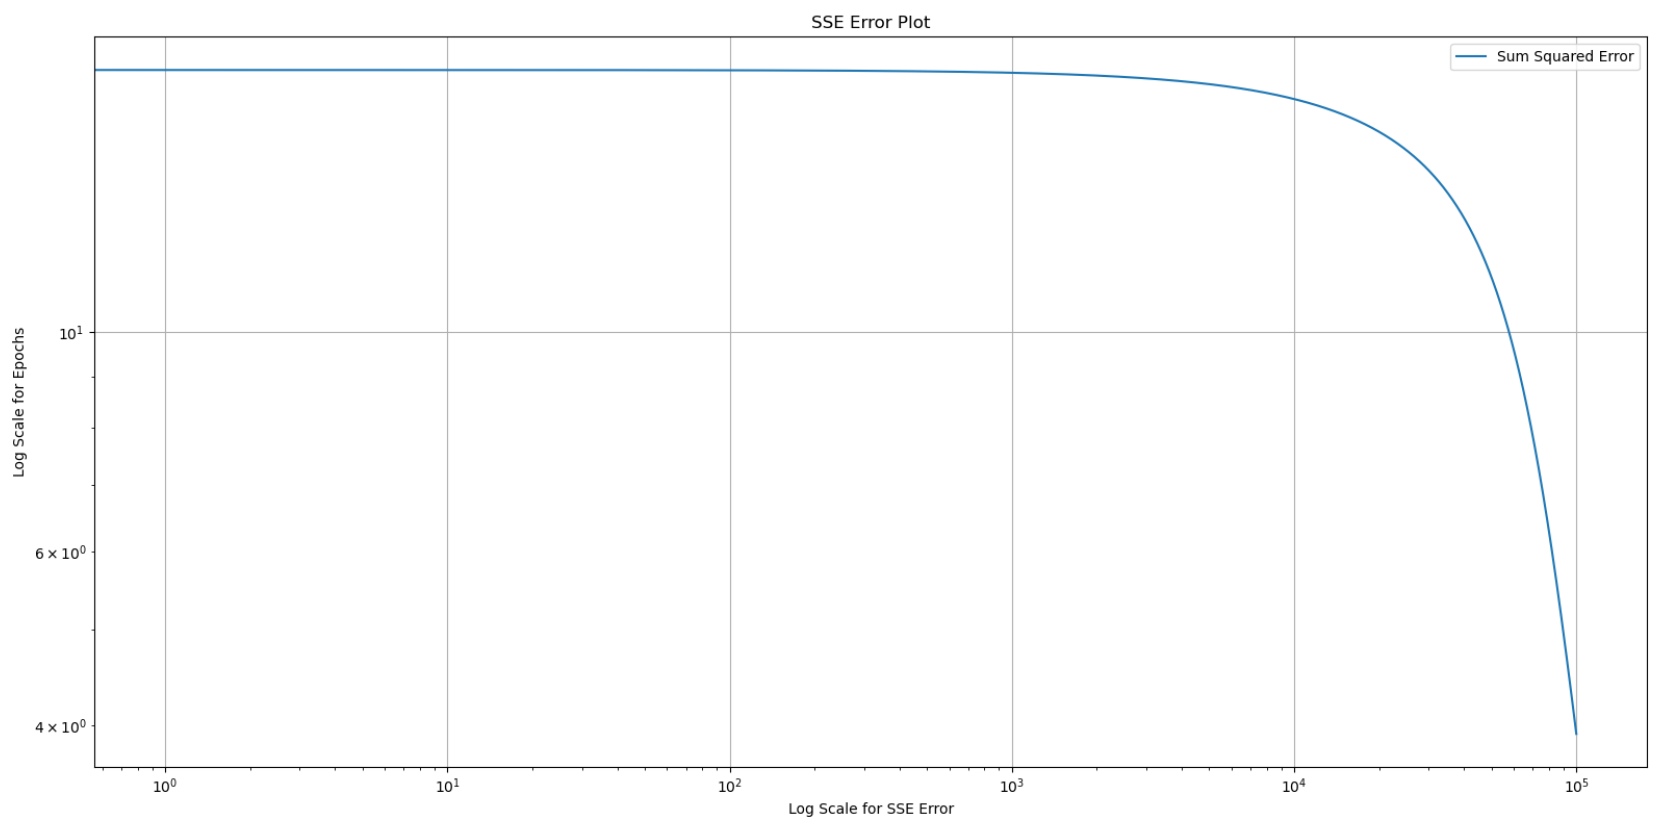 SSE Error Plot
Sum Squared Error
Log Scale for Epochs
10¹
6 × 10⁰
4 × 10⁰
10⁰ 10¹ 10² 10³ 10⁴ 10⁵
Log Scale for SSE Error